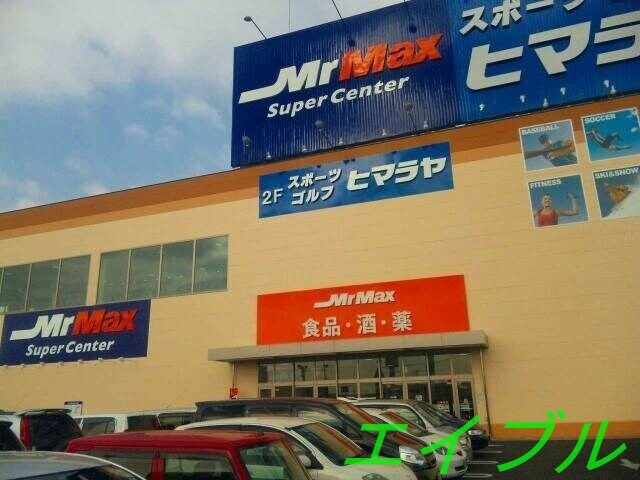 MrMax
Super Center
スポーツ
ヒマラヤ
BASEBALL
SOCCER
FITNESS
SKI&SNOW
2F スポーツ
ゴルフ
ヒマラヤ
MrMax
Super Center
MrMax
食品・酒・薬
エイブル